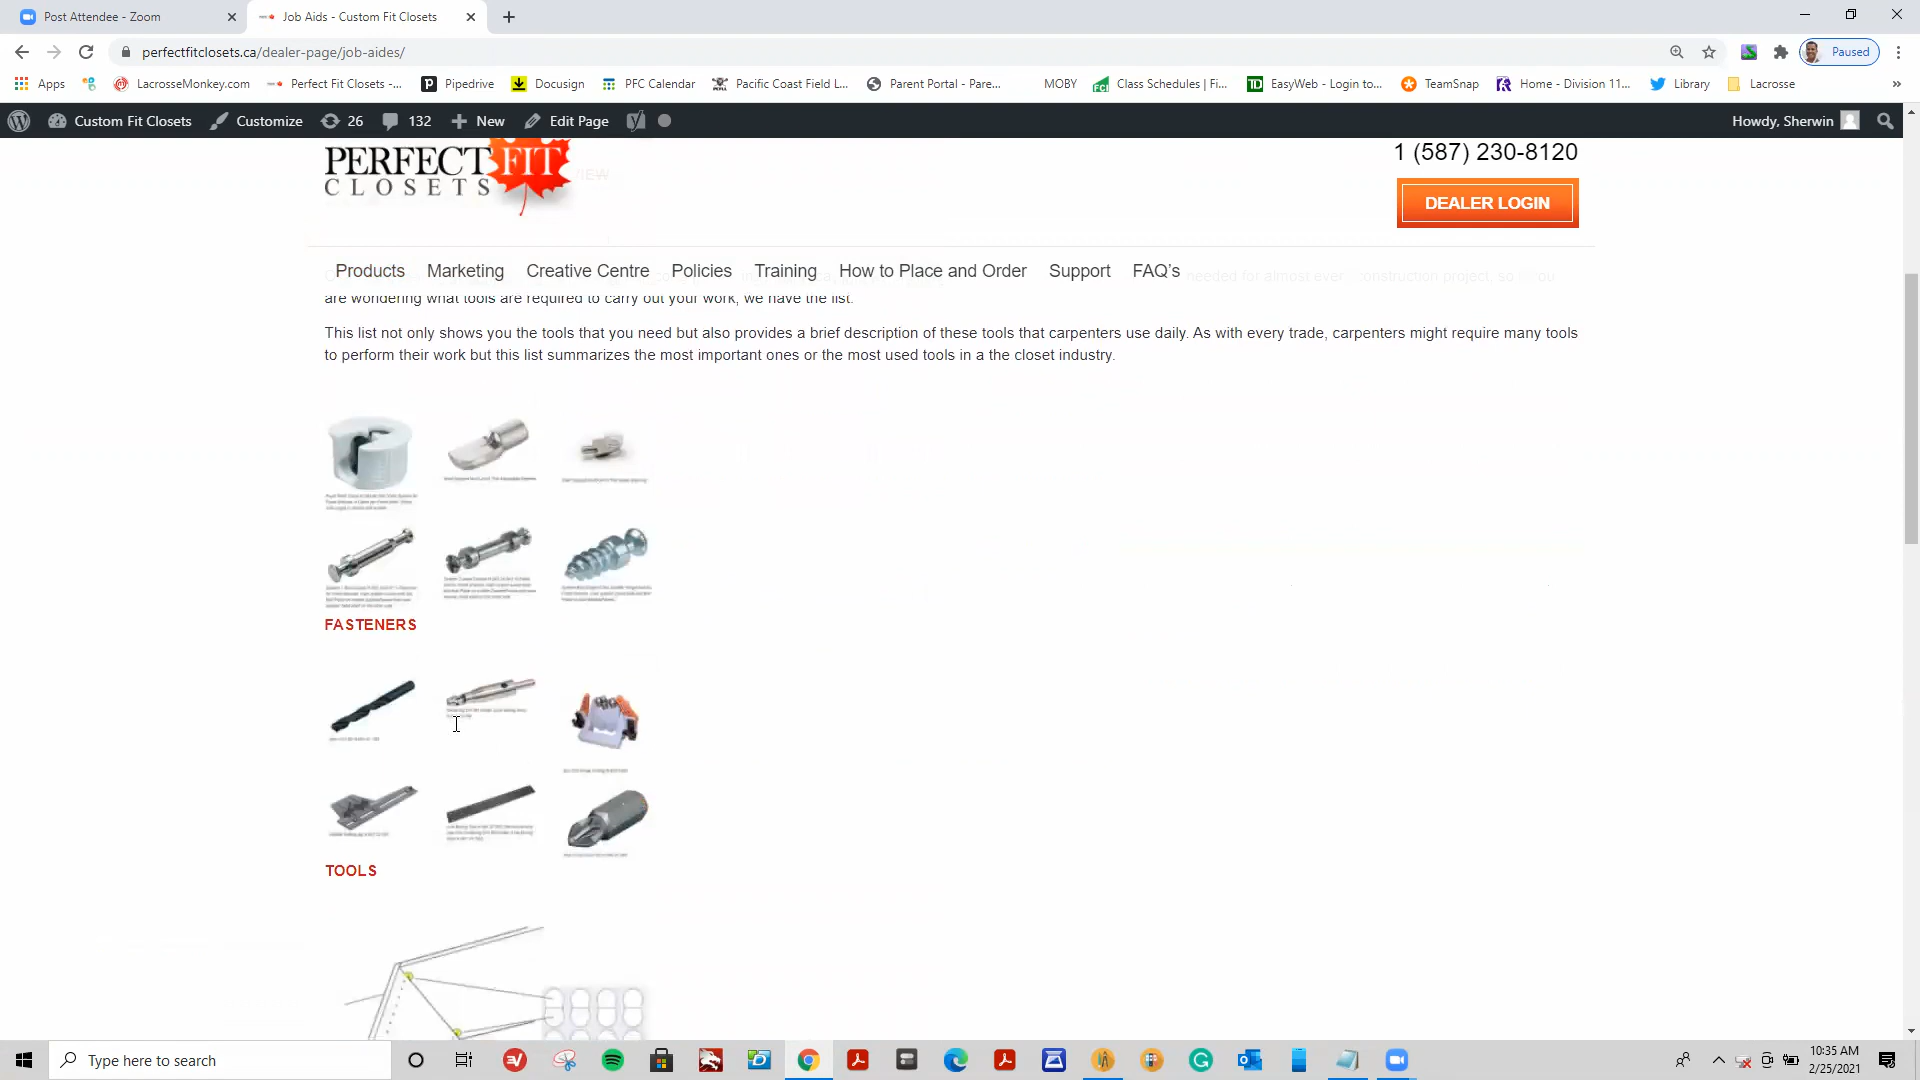 Post Attendee - Zoom
Job Aids - Custom Fit Closets
perfectfitclosets.ca/dealer-page/job-aides/
Paused
Apps
LacrosseMonkey.com
Perfect Fit Closets -...
Pipedrive
Docusign
PFC Calendar
Pacific Coast Field L...
Parent Portal - Pare...
MOBY
Class Schedules | Fi...
EasyWeb - Login to...
TeamSnap
Home - Division 11...
Library
Lacrosse
Custom Fit Closets
Customize
26
132
New
Edit Page
Howdy, Sherwin
PERFECT FIT
CLOSETS
1 (587) 230-8120
DEALER LOGIN
Products
Marketing
Creative Centre
Policies
Training
How to Place and Order
Support
FAQ's
are wondering what tools are required to carry out your work, we have the list.
This list not only shows you the tools that you need but also provides a brief description of these tools that carpenters use daily. As with every trade, carpenters might require many tools
to perform their work but this list summarizes the most important ones or the most used tools in a the closet industry.
FASTENERS
TOOLS
Type here to search
10:35 AM
2/25/2021